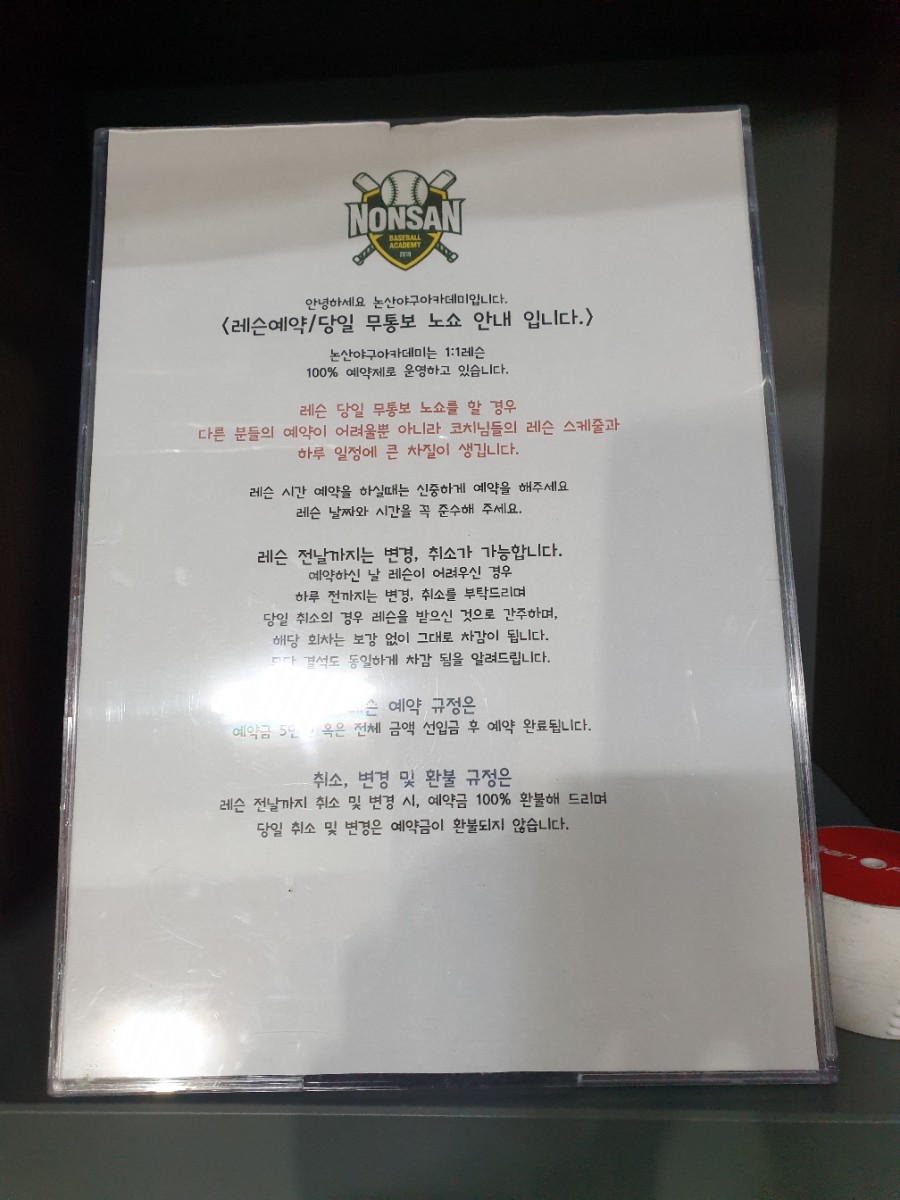 NONSAN
BASEBALL
ACADEMY
안녕하세요 논산야구아카데미입니다.
<레슨예약/당일 무통보 노쇼 안내 입니다.>
논산야구아카데미는 1:1레슨
100% 예약제로 운영하고 있습니다.
레슨 당일 무통보 노쇼를 할 경우
다른 분들의 예약이 어려울뿐 아니라 코치님들의 레슨 스케줄과
하루 일정에 큰 차질이 생깁니다.
레슨 시간 예약을 하실때는 신중하게 예약을 해주세요
레슨 날짜와 시간을 꼭 준수해 주세요.
레슨 전날까지는 변경, 취소가 가능합니다.
예약하신 날 레슨이 어려우신 경우
하루 전까지는 변경, 취소를 부탁드리며
당일 취소의 경우 레슨을 받으신 것으로 간주하며,
해당 회차는 보강 없이 그대로 차감이 됩니다.
결석도 동일하게 차감 됨을 알려드립니다.
레슨 예약 규정은
예약금 혹은 전체 금액 선입금 후 예약 완료됩니다.
취소, 변경 및 환불 규정은
레슨 전날까지 취소 및 변경 시, 예약금 100% 환불해 드리며
당일 취소 및 변경은 예약금이 환불되지 않습니다.